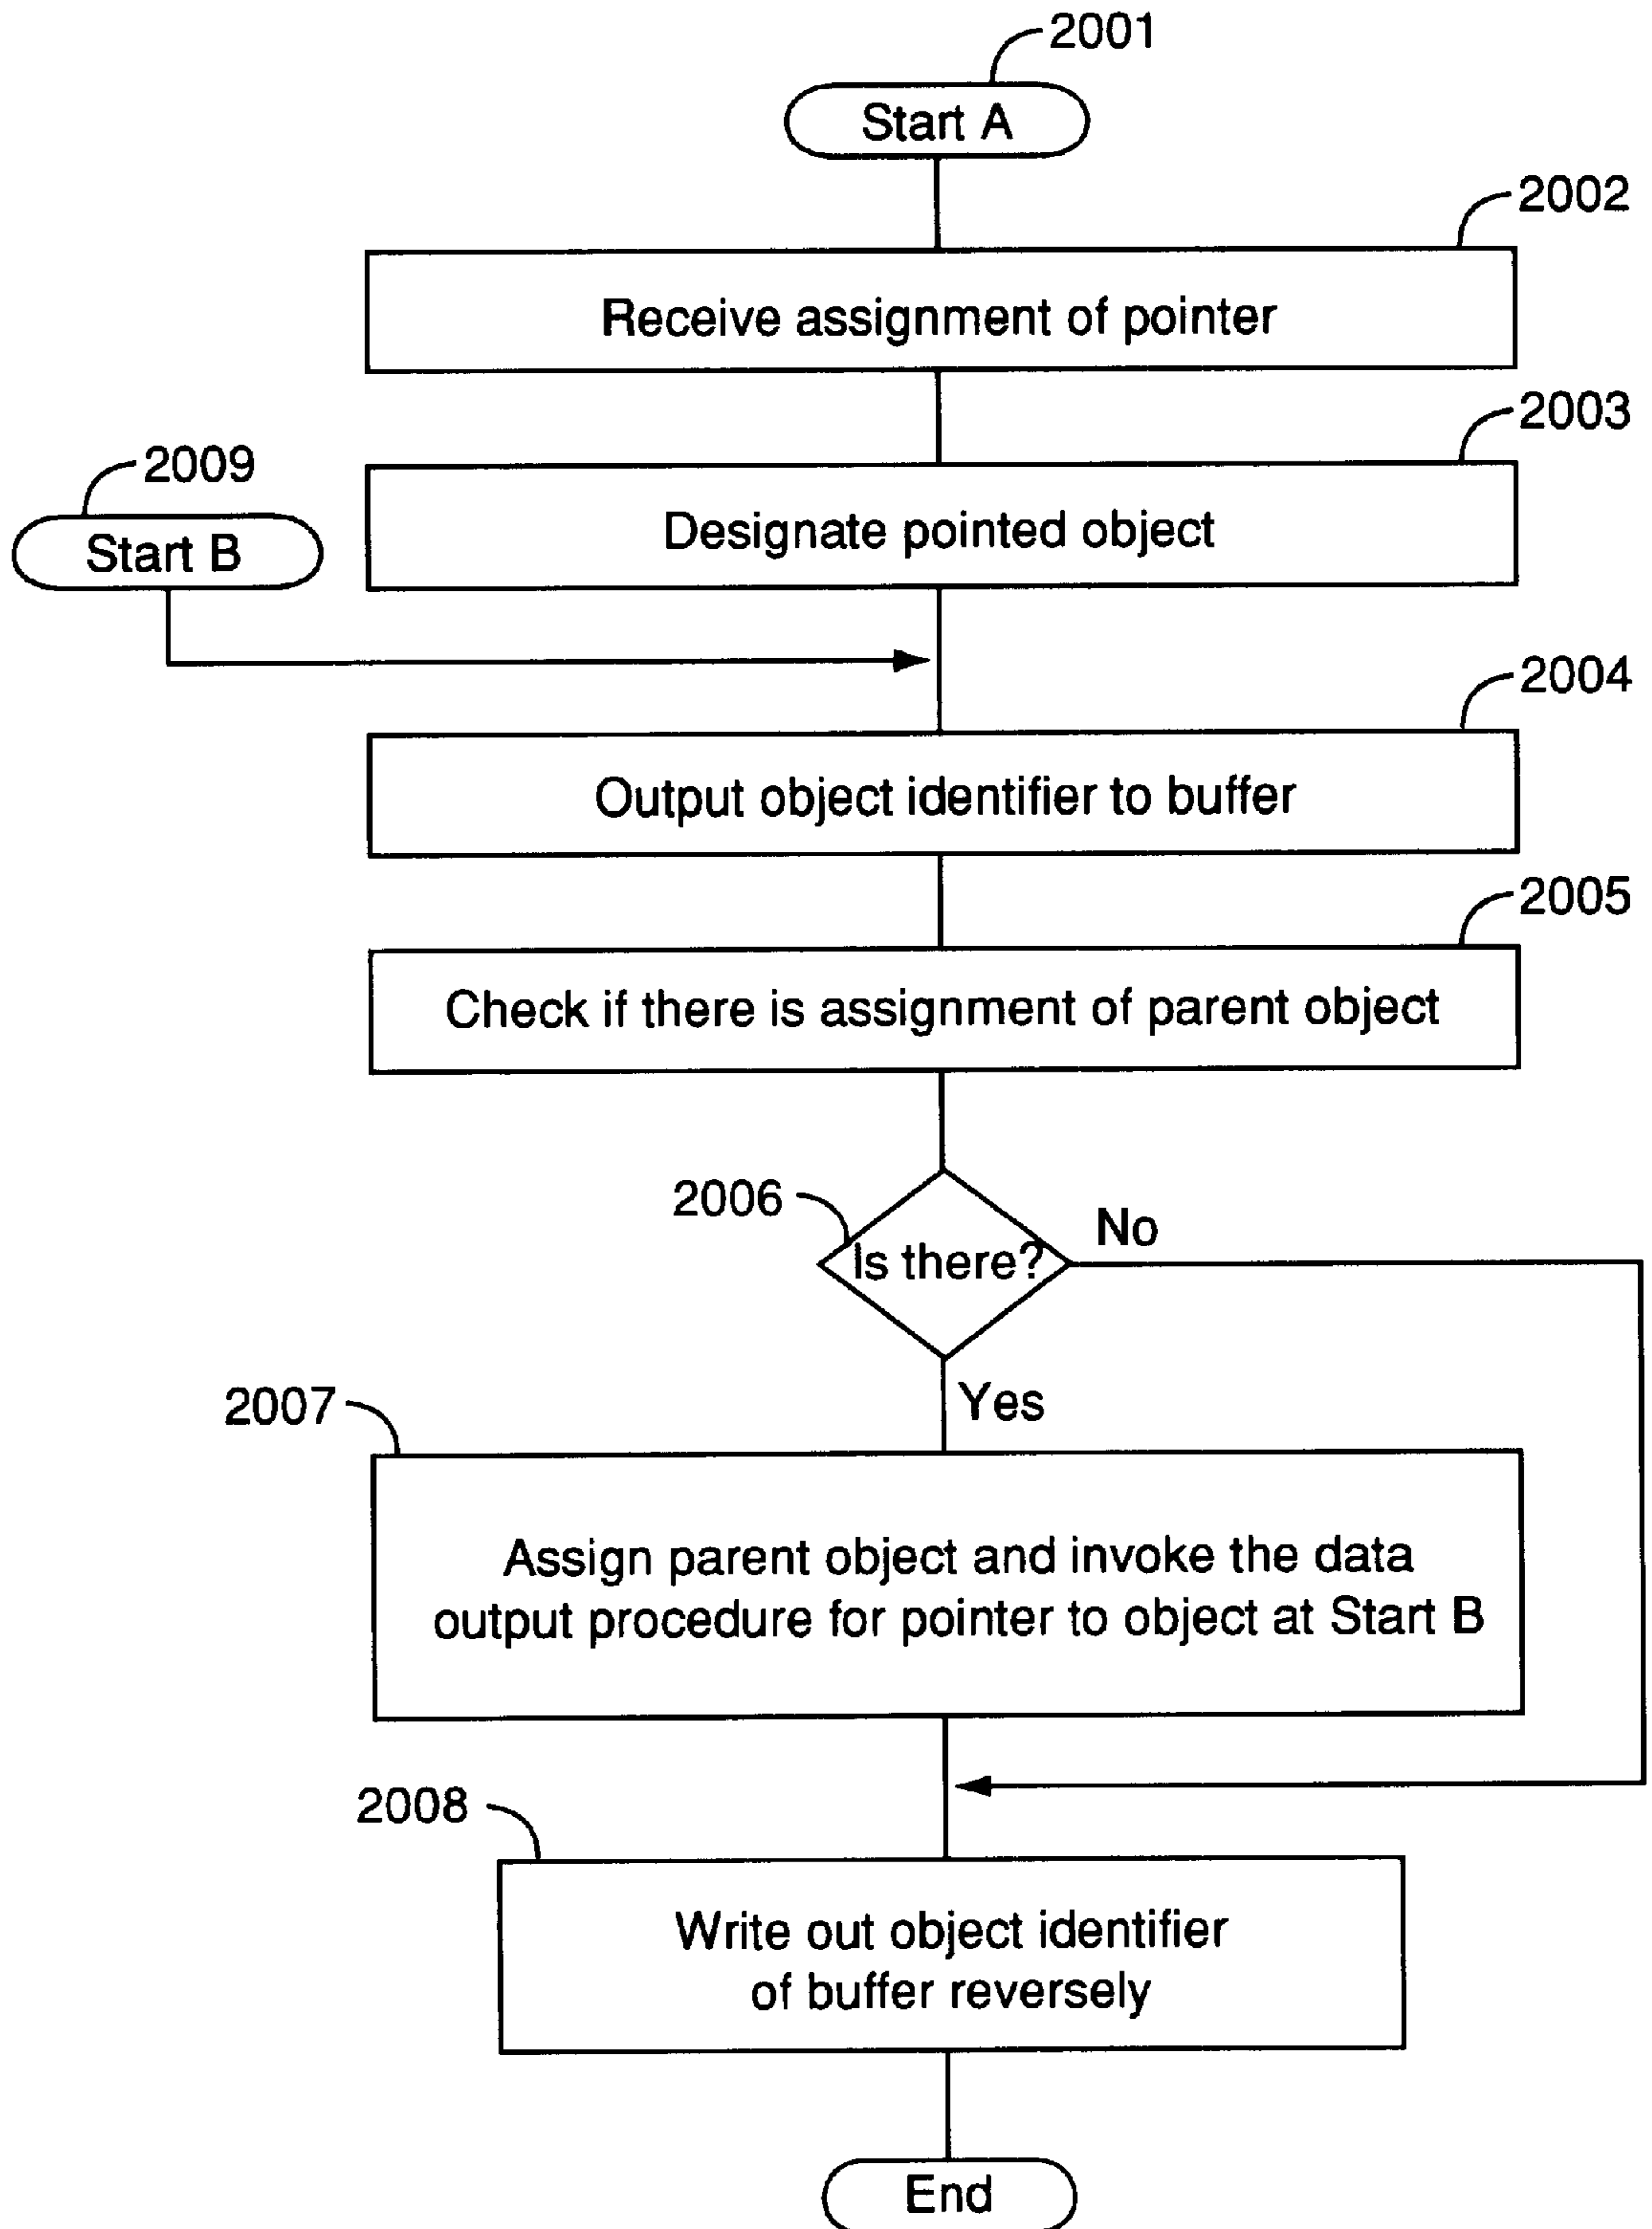 2001
Start A
2002
Receive assignment of pointer
2003
Designate pointed object
2009
Start B
2004
Output object identifier to buffer
2005
Check if there is assignment of parent object
2006
Is there?
No
Yes
2007
Assign parent object and invoke the data
output procedure for pointer to object at Start B
2008
Write out object identifier
of buffer reversely
End